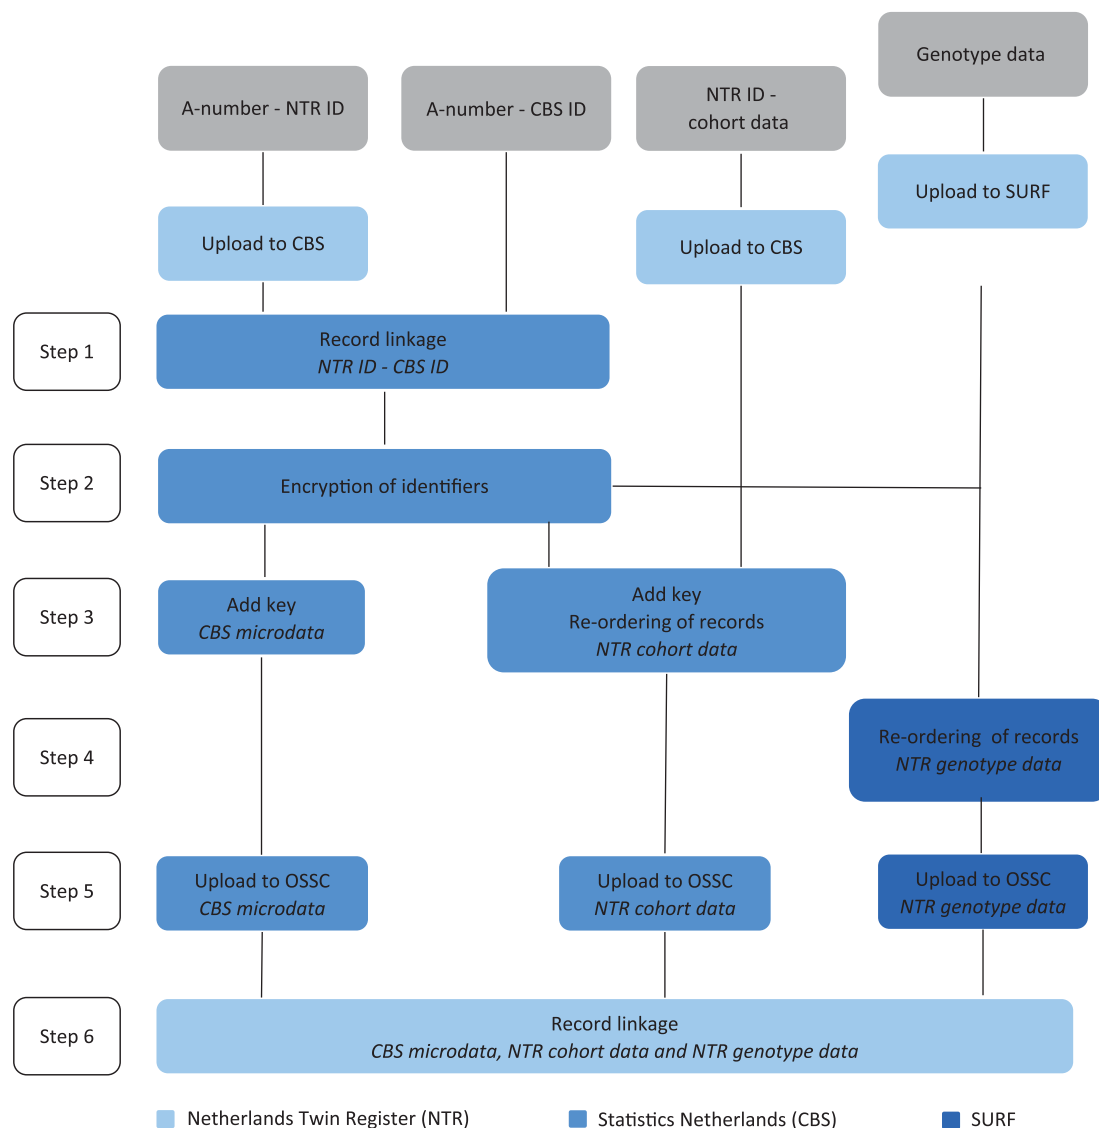 Genotype data
A-number - NTR ID
A-number - CBS ID
NTR ID -
cohort data
Upload to SURF
Upload to CBS
Upload to CBS
Step 1
Record linkage
NTR ID - CBS ID
Step 2
Encryption of identifiers
Step 3
Add key
CBS microdata
Add key
Re-ordering of records
NTR cohort data
Step 4
Re-ordering of records
NTR genotype data
Step 5
Upload to OSSC
CBS microdata
Upload to OSSC
NTR cohort data
Upload to OSSC
NTR genotype data
Step 6
Record linkage
CBS microdata, NTR cohort data and NTR genotype data
Netherlands Twin Register (NTR)
Statistics Netherlands (CBS)
SURF